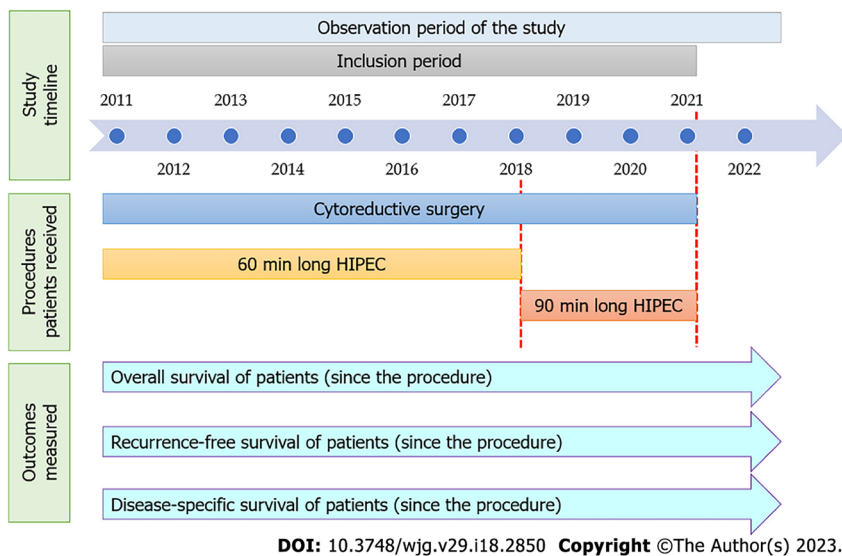 Observation period of the study
Inclusion period
Study
timeline
2011 2013 2015 2017 2019 2021
2012 2014 2016 2018 2020 2022
Procedures
patients received
Cytoreductive surgery
60 min long HIPEC
90 min long HIPEC
Outcomes
measured
Overall survival of patients (since the procedure)
Recurrence-free survival of patients (since the procedure)
Disease-specific survival of patients (since the procedure)
DOI: 10.3748/wjg.v29.i18.2850 Copyright ©The Author(s) 2023.